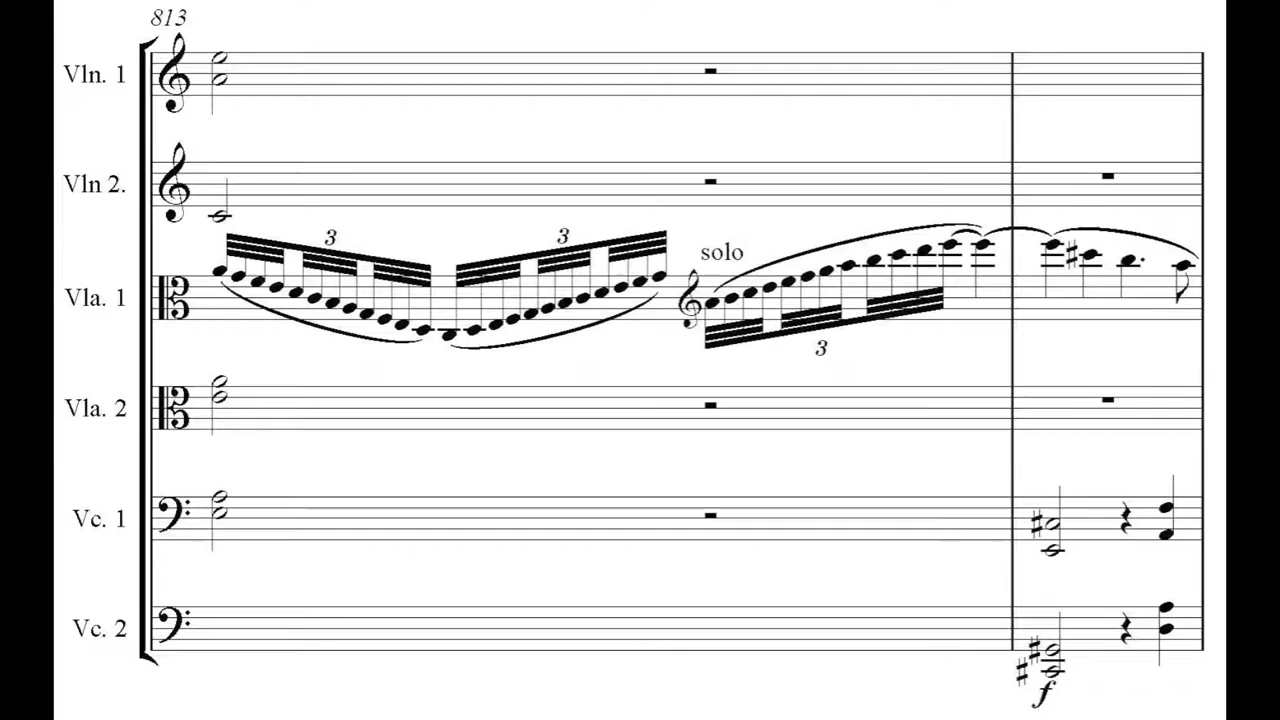 813
Vln. 1
Vln 2.
3
3
solo
Vla. 1
3
Vla. 2
Vc. 1
Vc. 2
f